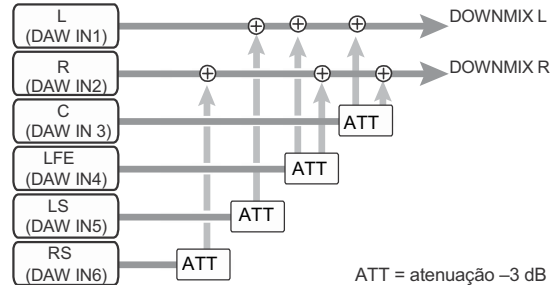 L
(DAW IN1)
DOWNMIX L
R
(DAW IN2)
DOWNMIX R
C
(DAW IN 3)
ATT
LFE
(DAW IN4)
ATT
LS
(DAW IN5)
ATT
RS
(DAW IN6)
ATT
ATT = atenuação –3 dB